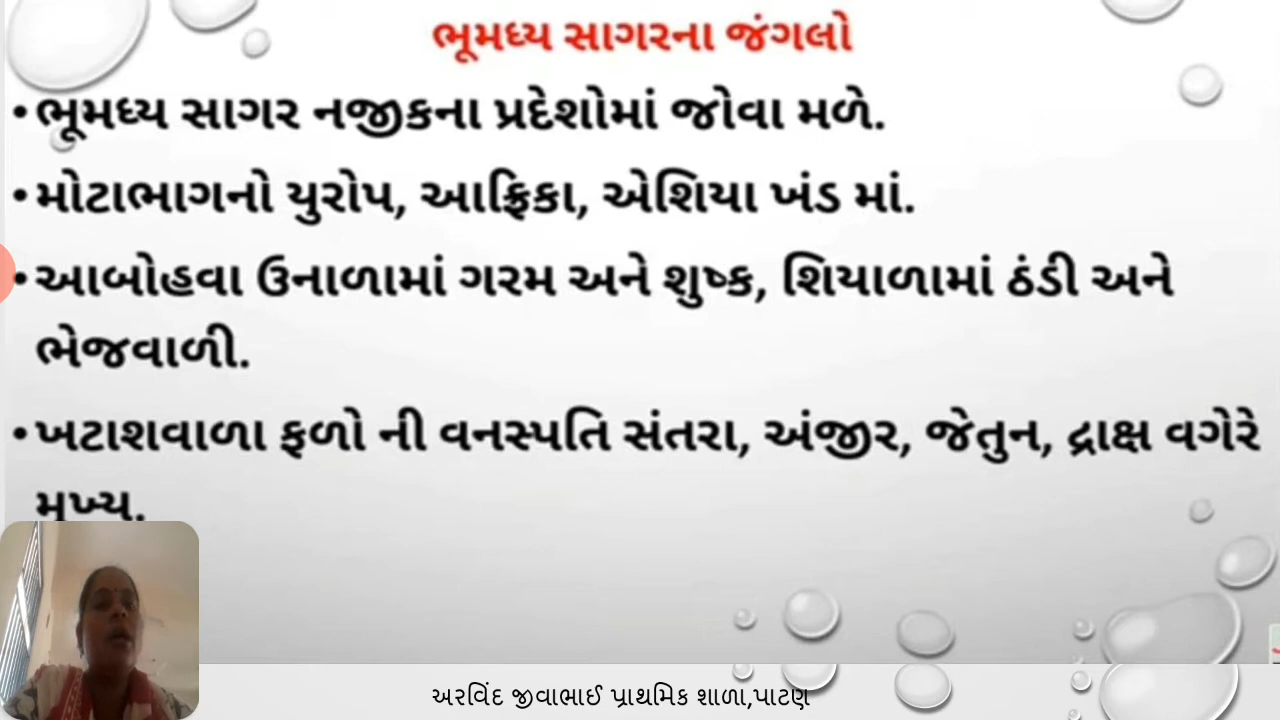 ભૂમધ્ય સાગરના જંગલો
• ભૂમધ્ય સાગર નજીકના પ્રદેશોમાં જોવા મળે.
• મોટાભાગનો યુરોપ, આફ્રિકા, એશિયા ખંડ માં.
• આબોહવા ઉનાળામાં ગરમ અને શુષ્ક, શિયાળામાં ઠંડી અને
ભેજવાળી.
• ખટાશવાળા ફળો ની વનસ્પતિ સંતરા, અંજીર, જેતુન, દ્રાક્ષ વગેરે
મુખ્ય.
અરવિંદ જીવાભાઈ પ્રાથમિક શાળા,પાટણ